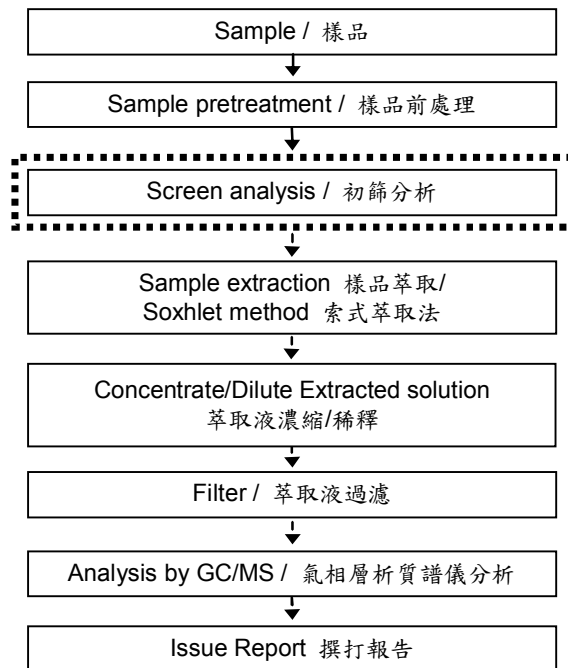 Sample / 樣品
Sample pretreatment / 樣品前處理
Screen analysis / 初篩分析
Sample extraction 樣品萃取/
Soxhlet method 索式萃取法
Concentrate/Dilute Extracted solution
萃取液濃縮/稀釋
Filter / 萃取液過濾
Analysis by GC/MS / 氣相層析質譜儀分析
Issue Report 撰打報告